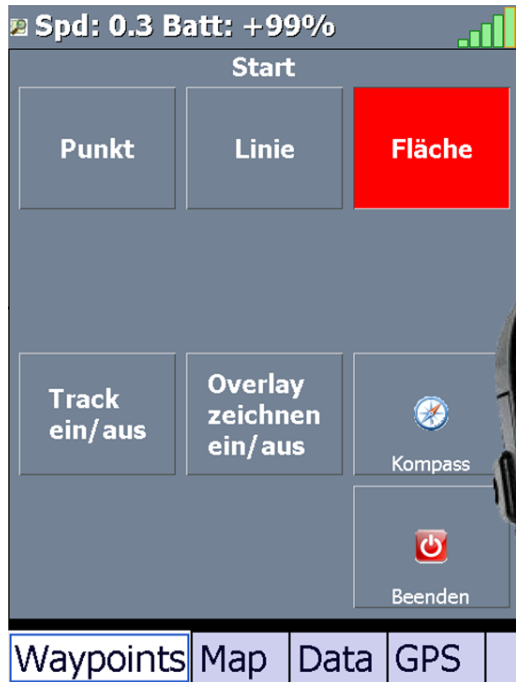 Spd: 0.3 Batt: +99%
Start
Punkt
Linie
Fläche
Track
ein/aus
Overlay
zeichnen
ein/aus
Kompass
Beenden
Waypoints
Map
Data
GPS